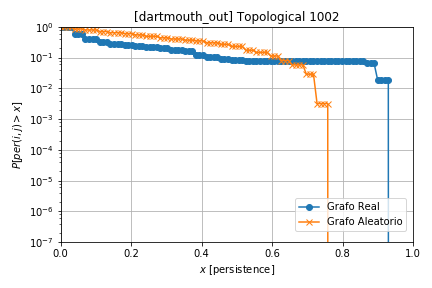 [dartmouth_out] Topological 1002
10^0
10^-1
10^-2
10^-3
10^-4
10^-5
10^-6
10^-7
P[per(i, j) > x]
Grafo Real
Grafo Aleatorio
0.0 0.2 0.4 0.6 0.8 1.0
x [persistence]